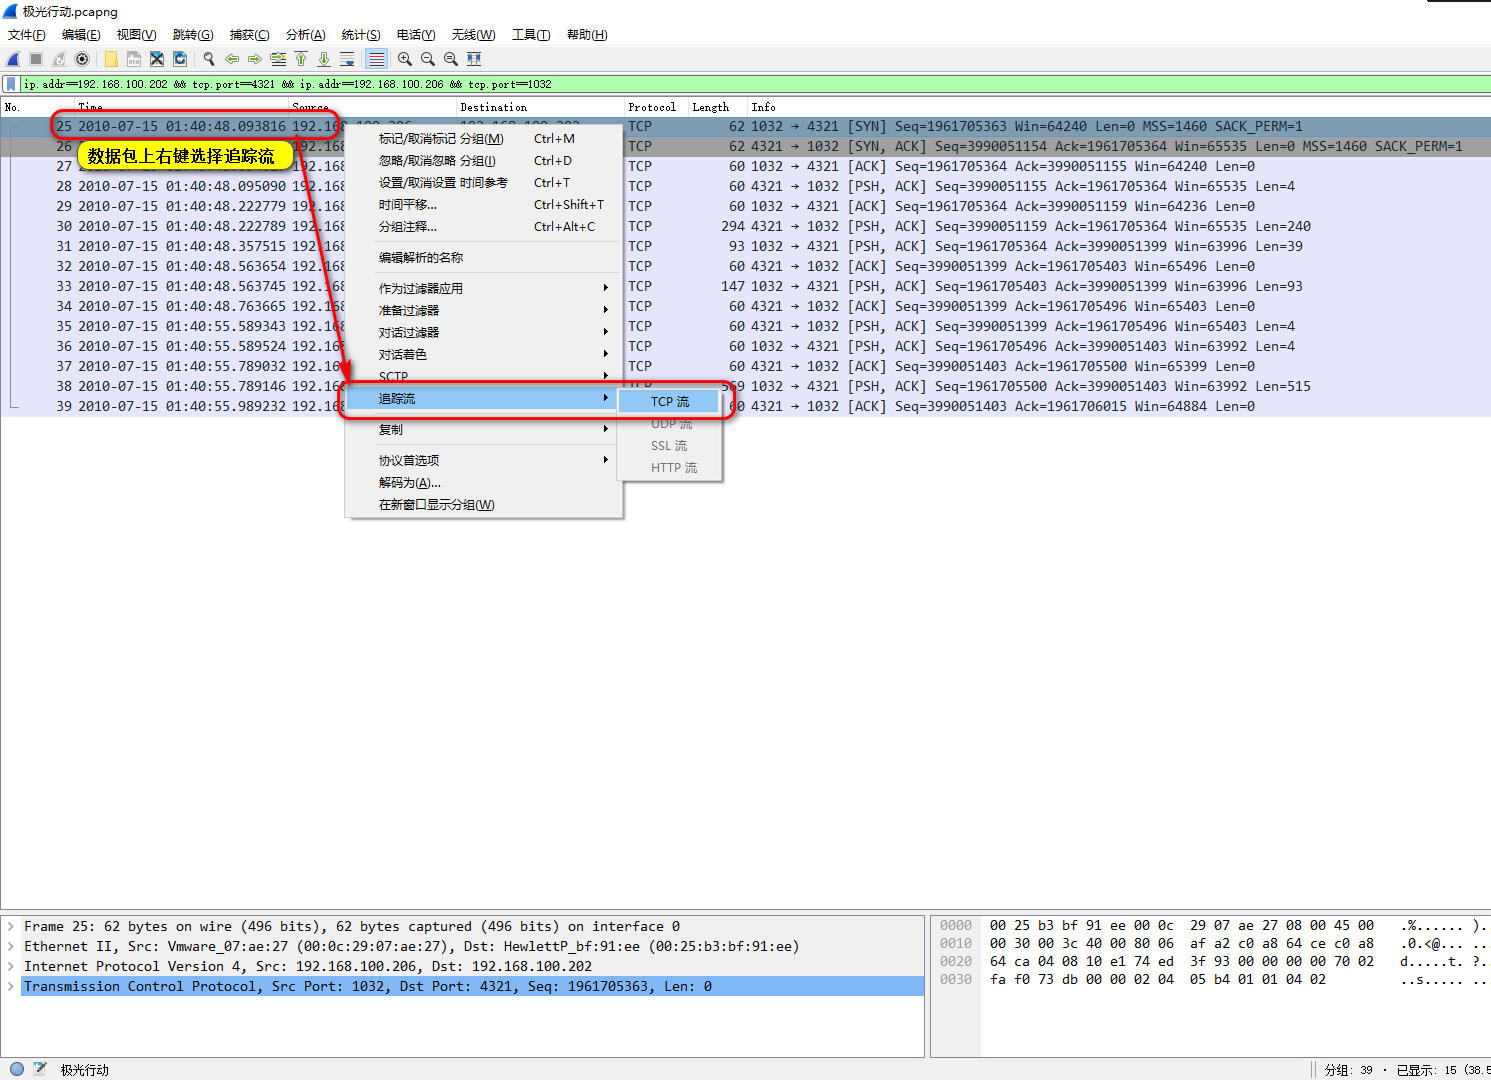 极光行动.pcapng
文件(F) 编辑(E) 视图(V) 跳转(G) 捕获(C) 分析(A) 统计(S) 电话(Y) 无线(W) 工具(T) 帮助(H)
ip.addr==192.168.100.202 && tcp.port==4321 && ip.addr==192.168.100.206 && tcp.port==1032
No. Time Source Destination Protocol Length Info
25 2010-07-15 01:40:48.093816 192.168 TCP 62 1032 → 4321 [SYN] Seq=1961705363 Win=64240 Len=0 MSS=1460 SACK_PERM=1
26 TCP 62 4321 → 1032 [SYN, ACK] Seq=3990051154 Ack=1961705364 Win=65535 Len=0 MSS=1460 SACK_PERM=1
27 TCP 60 1032 → 4321 [ACK] Seq=1961705364 Ack=3990051155 Win=64240 Len=0
28 2010-07-15 01:40:48.095090 192.168 TCP 60 4321 → 1032 [PSH, ACK] Seq=3990051155 Ack=1961705364 Win=65535 Len=4
29 2010-07-15 01:40:48.222779 192.168 TCP 60 1032 → 4321 [ACK] Seq=1961705364 Ack=3990051159 Win=64236 Len=0
30 2010-07-15 01:40:48.222789 192.168 TCP 294 4321 → 1032 [PSH, ACK] Seq=3990051159 Ack=1961705364 Win=65535 Len=240
31 2010-07-15 01:40:48.357515 192.168 TCP 93 1032 → 4321 [PSH, ACK] Seq=1961705364 Ack=3990051399 Win=63996 Len=39
32 2010-07-15 01:40:48.563654 192.168 TCP 60 4321 → 1032 [ACK] Seq=3990051399 Ack=1961705403 Win=65496 Len=0
33 2010-07-15 01:40:48.563745 192.168 TCP 147 1032 → 4321 [PSH, ACK] Seq=1961705403 Ack=3990051399 Win=63996 Len=93
34 2010-07-15 01:40:48.763665 192.168 TCP 60 4321 → 1032 [ACK] Seq=3990051399 Ack=1961705496 Win=65403 Len=0
35 2010-07-15 01:40:55.589343 192.168 TCP 60 4321 → 1032 [PSH, ACK] Seq=3990051399 Ack=1961705496 Win=65403 Len=4
36 2010-07-15 01:40:55.589524 192.168 TCP 60 1032 → 4321 [PSH, ACK] Seq=1961705496 Ack=3990051403 Win=63992 Len=4
37 2010-07-15 01:40:55.789032 192.168 TCP 60 4321 → 1032 [ACK] Seq=3990051403 Ack=1961705500 Win=65399 Len=0
38 2010-07-15 01:40:55.789146 192.168 TCP 569 1032 → 4321 [PSH, ACK] Seq=1961705500 Ack=3990051403 Win=63992 Len=515
39 2010-07-15 01:40:55.989232 192.168 60 4321 → 1032 [ACK] Seq=3990051403 Ack=1961706015 Win=64884 Len=0
数据包上右键选择追踪流
标记/取消标记 分组(M) Ctrl+M
忽略/取消忽略 分组(I) Ctrl+D
设置/取消设置 时间参考 Ctrl+T
时间平移... Ctrl+Shift+T
分组注释... Ctrl+Alt+C
编辑解析的名称
作为过滤器应用
准备过滤器
对话过滤器
对话着色
SCTP
追踪流
复制
协议首选项
解码为(A)...
在新窗口显示分组(W)
TCP 流
UDP 流
SSL 流
HTTP 流
Frame 25: 62 bytes on wire (496 bits), 62 bytes captured (496 bits) on interface 0
Ethernet II, Src: Vmware_07:ae:27 (00:0c:29:07:ae:27), Dst: HewlettP_bf:91:ee (00:25:b3:bf:91:ee)
Internet Protocol Version 4, Src: 192.168.100.206, Dst: 192.168.100.202
Transmission Control Protocol, Src Port: 1032, Dst Port: 4321, Seq: 1961705363, Len: 0
0000 00 25 b3 bf 91 ee 00 0c 29 07 ae 27 08 00 45 00 .%...... )..
0010 00 30 00 3c 40 00 80 06 af a2 c0 a8 64 ce c0 a8 .0.<@... ...
0020 64 ca 04 08 10 e1 74 ed 3f 93 00 00 00 00 70 02 d.....t. ?..
0030 fa f0 73 db 00 00 02 04 05 b4 01 01 04 02 ..s..... ...
极光行动
分组: 39 · 已显示: 15 (38.5